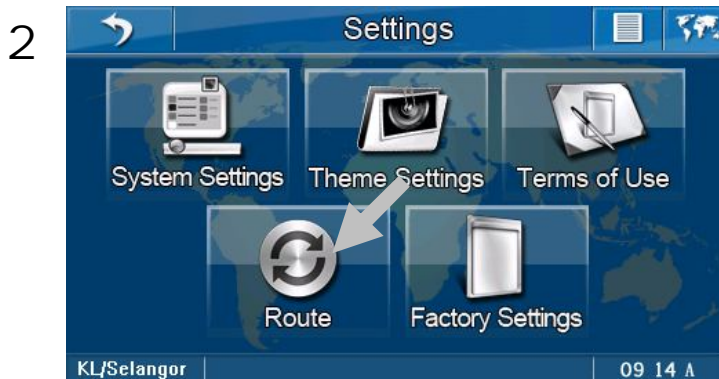 2
Settings
System Settings Theme Settings Terms of Use
Route Factory Settings
KL/Selangor 09 14 A